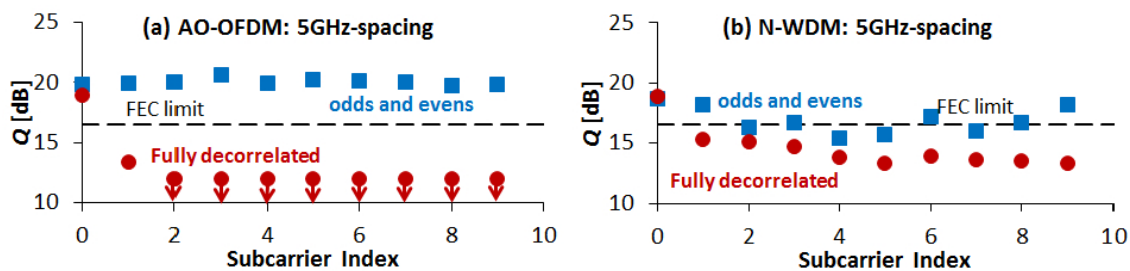 (a) AO-OFDM: 5GHz-spacing
Q [dB]
25
20
15
10
FEC limit
odds and evens
Fully decorrelated
0 2 4 6 8 10
Subcarrier Index
(b) N-WDM: 5GHz-spacing
Q [dB]
25
20
15
10
odds and evens
FEC limit
Fully decorrelated
0 2 4 6 8 10
Subcarrier Index